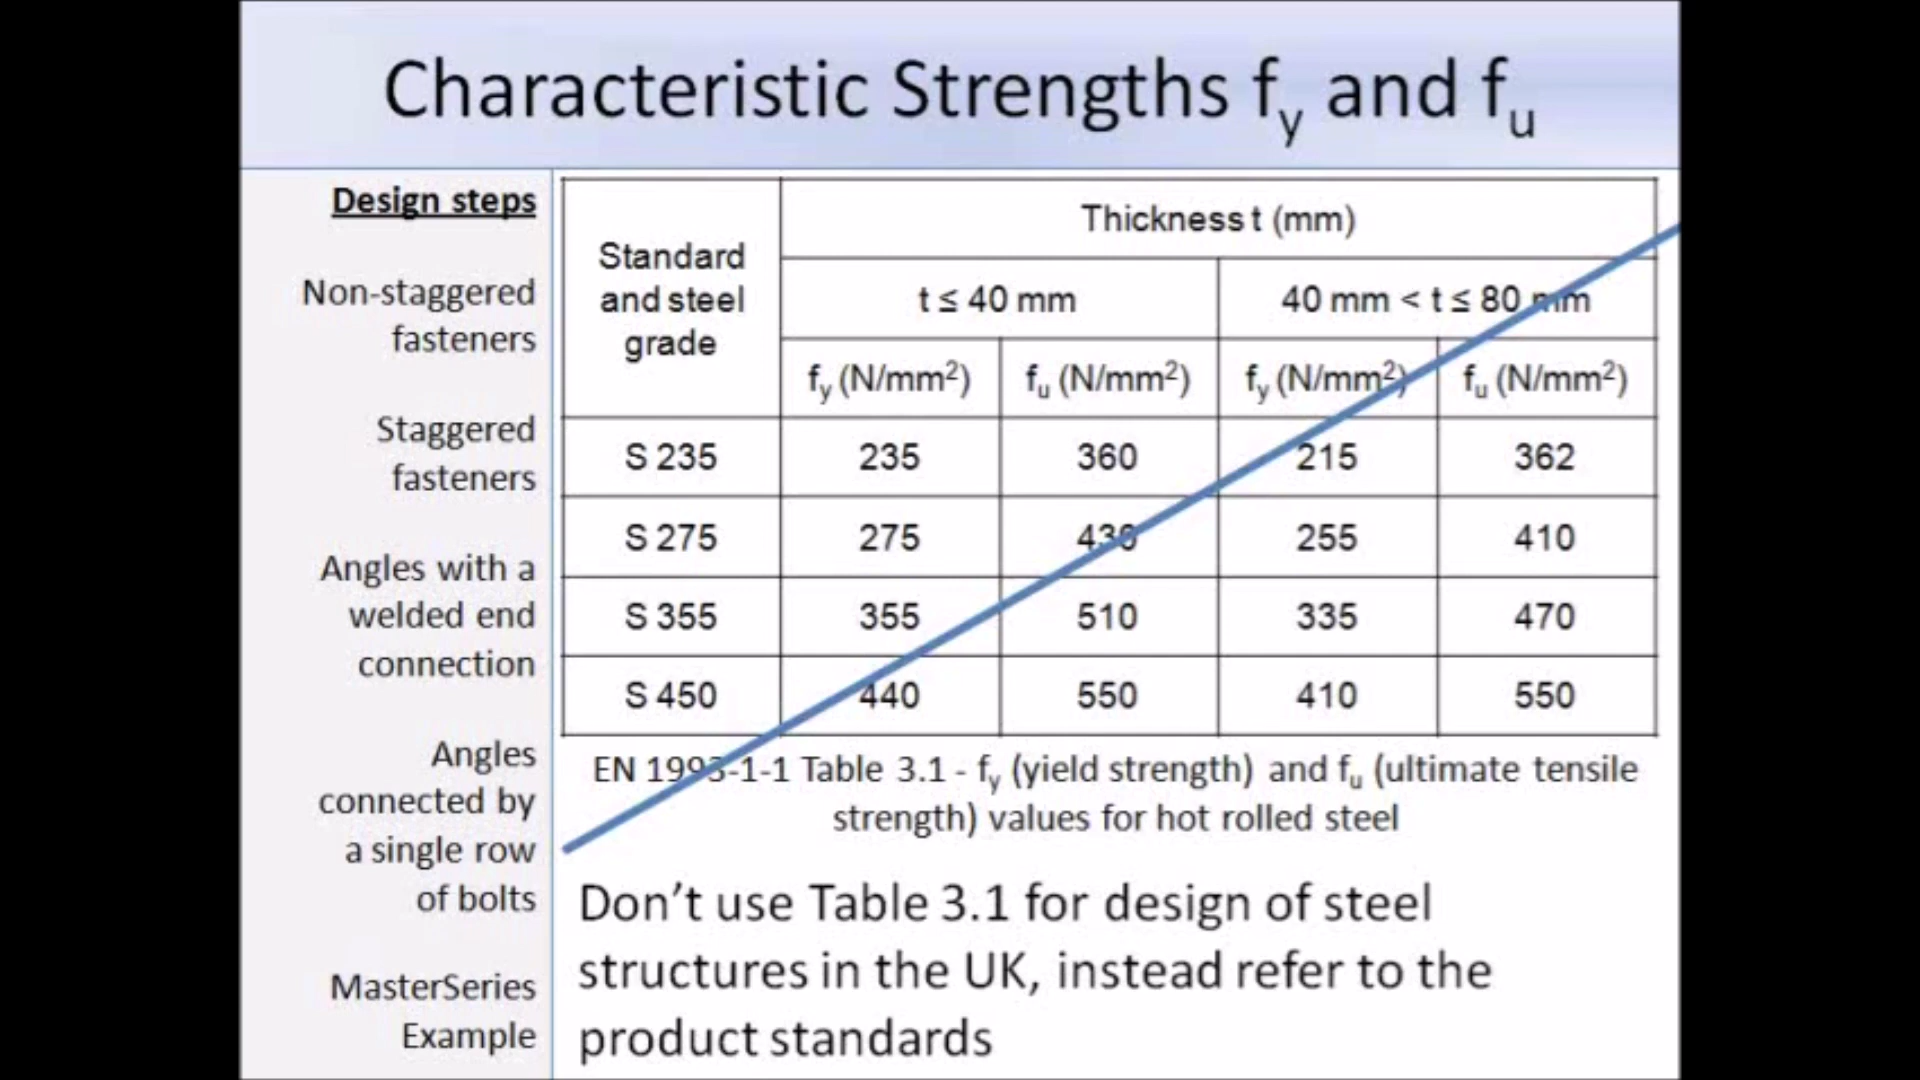 Characteristic Strengths fy and fu
Design steps
Non-staggered
fasteners
Staggered
fasteners
Angles with a
welded end
connection
Angles
connected by
a single row
of bolts
MasterSeries
Example
Standard
and steel
grade
Thickness t (mm)
t ≤ 40 mm 40 mm < t ≤ 80 mm
fy (N/mm²) fu (N/mm²) fy (N/mm²) fu (N/mm²)
S 235 235 360 215 362
S 275 275 430 255 410
S 355 355 510 335 470
S 450 440 550 410 550
EN 1993-1-1 Table 3.1 - fy (yield strength) and fu (ultimate tensile
strength) values for hot rolled steel
Don't use Table 3.1 for design of steel
structures in the UK, instead refer to the
product standards